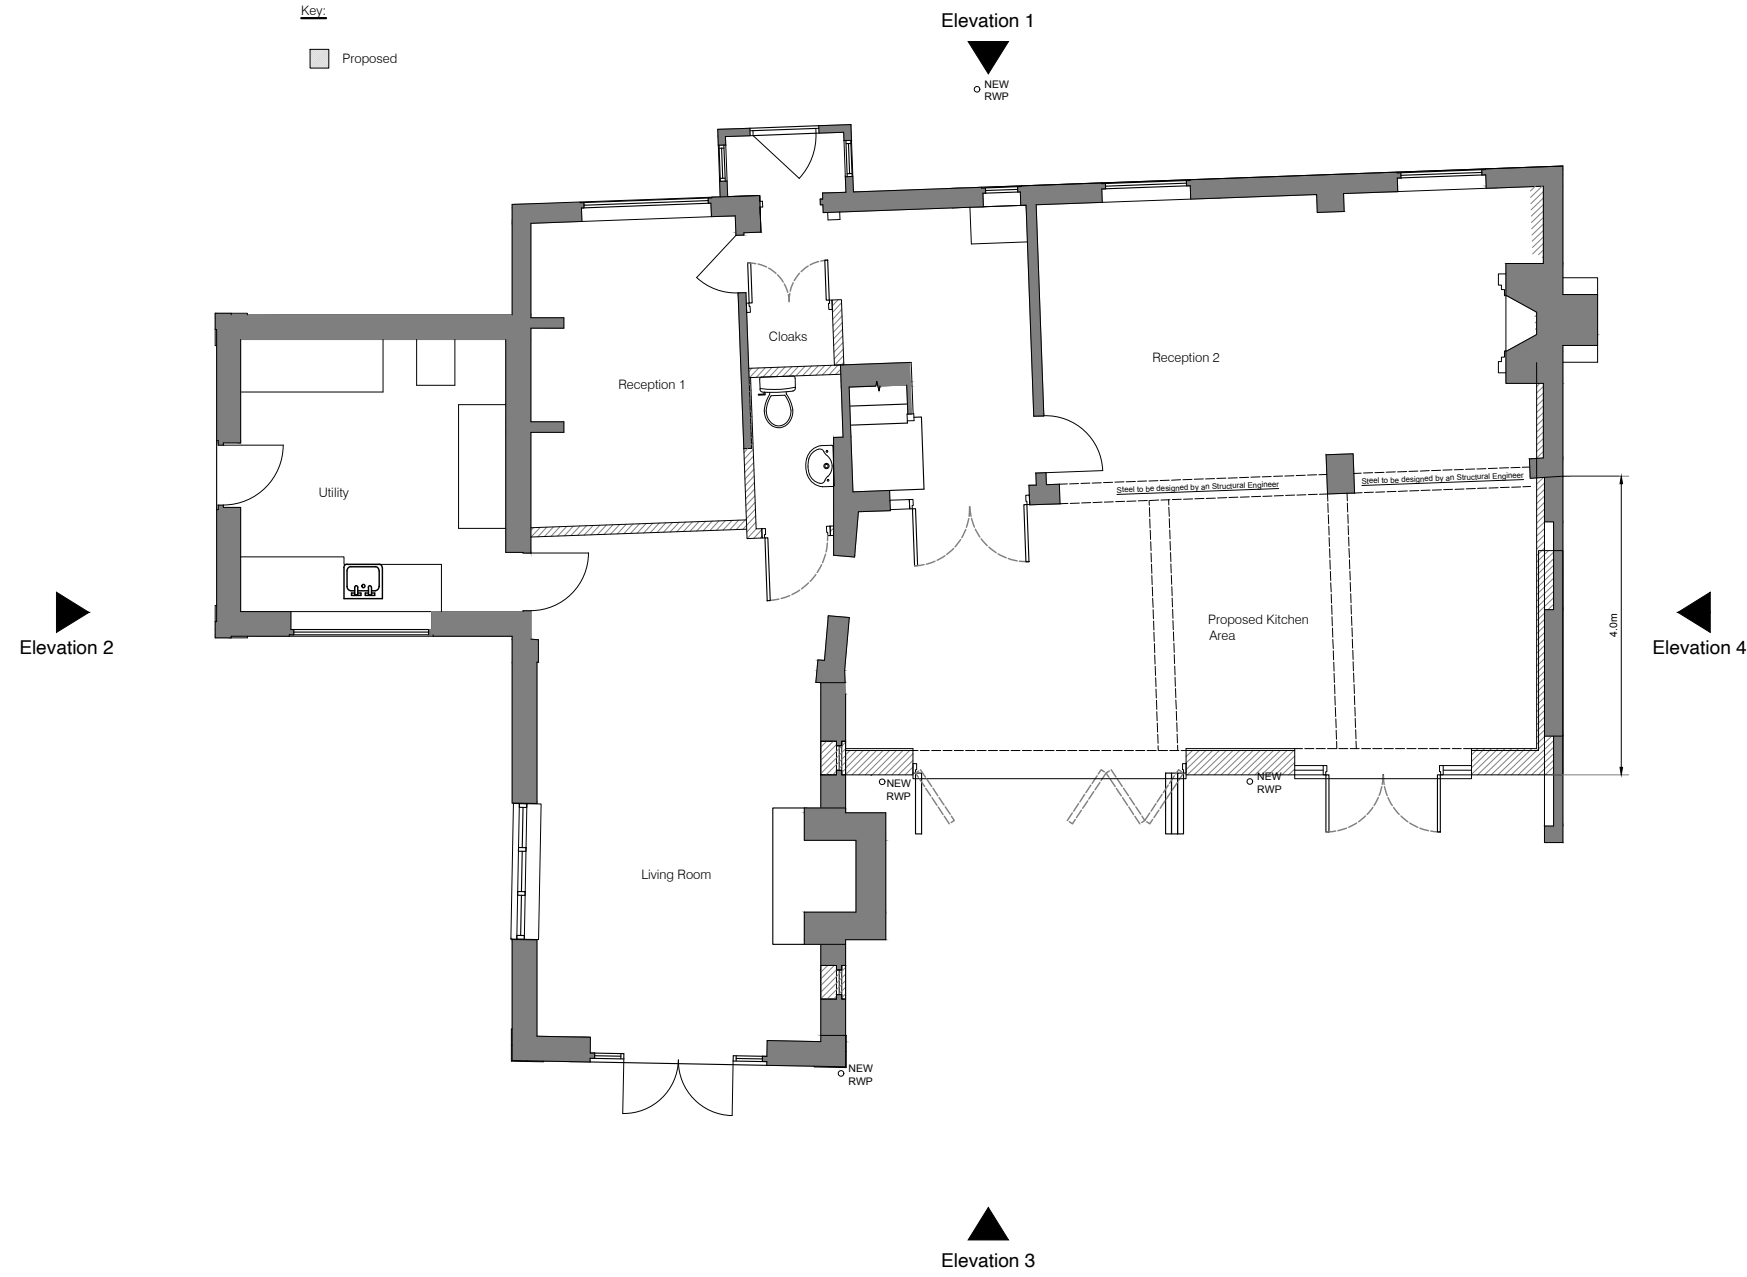 Key:
Proposed
Elevation 1
NEW
RWP
Cloaks
Reception 1
Reception 2
Utility
Steel to be designed by an Structural Engineer
Steel to be designed by an Structural Engineer
Proposed Kitchen
Area
4.0m
Elevation 2
Elevation 4
NEW
RWP
NEW
RWP
Living Room
NEW
RWP
Elevation 3